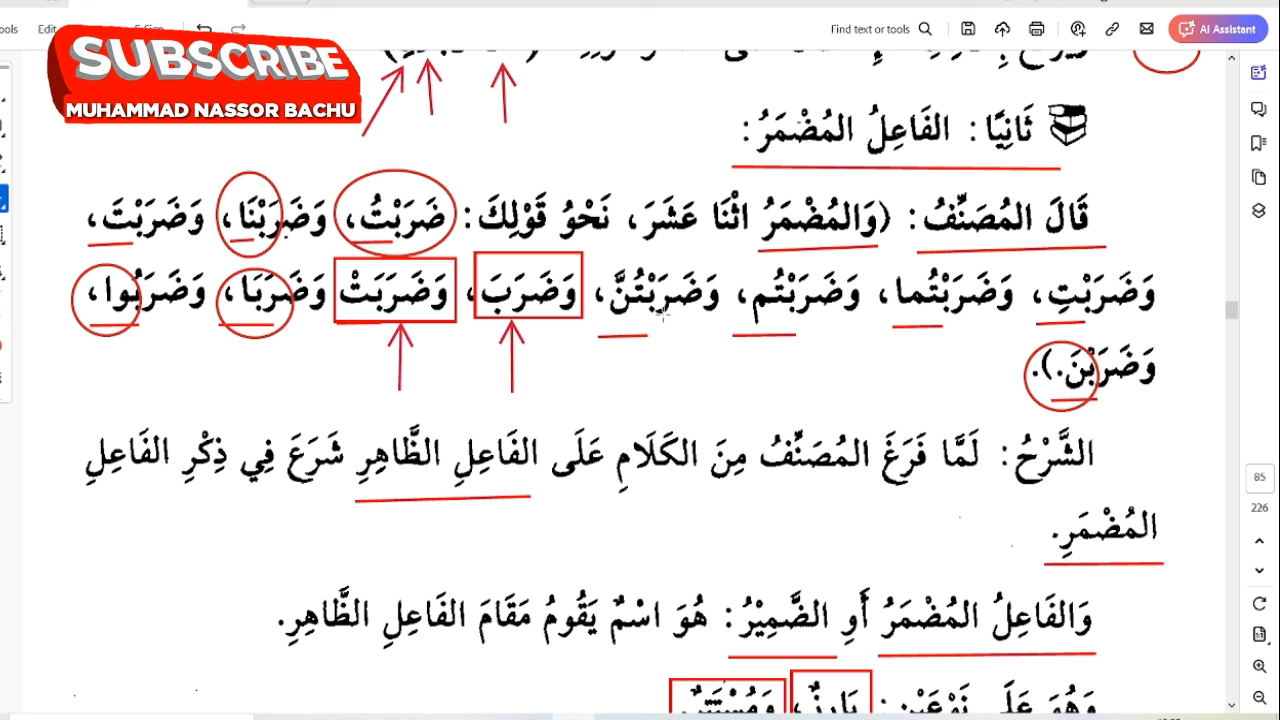 Find text or tools
AI Assistant
SUBSCRIBE
MUHAMMAD NASSOR BACHU
ثَانِيًا: الفَاعِلُ المُضْمَرُ:
قَالَ المُصَنِّفُ: (وَالمُضْمَرُ اثْنَا عَشَرَ، نَحْوُ قَوْلِكَ: ضَرَبْتُ، وَضَرَبْنَا، وَضَرَبْتَ،
وَضَرَبْتِ، وَضَرَبْتُما، وَضَرَبْتُم، وَضَرَبْتُنَّ، وَضَرَبَ، وَضَرَبَتْ وَضَرَبَا، وَضَرَبُوا،
وَضَرَبْنَ.).
الشَّرْحُ: لَمَّا فَرَغَ المُصَنِّفُ مِنَ الكَلَامِ عَلَى الفَاعِلِ الظَّاهِرِ شَرَعَ فِي ذِكْرِ الفَاعِلِ
المُضْمَرِ.
وَالفَاعِلُ المُضْمَرُ أَوِ الضَّمِيْرُ: هُوَ اسْمٌ يَقُومُ مَقَامَ الفَاعِلِ الظَّاهِرِ.
وَهُوَ عَلَى نَوْعَيْنِ: بَارِزٌ، وَمُسْتَتِرٌ
85
226